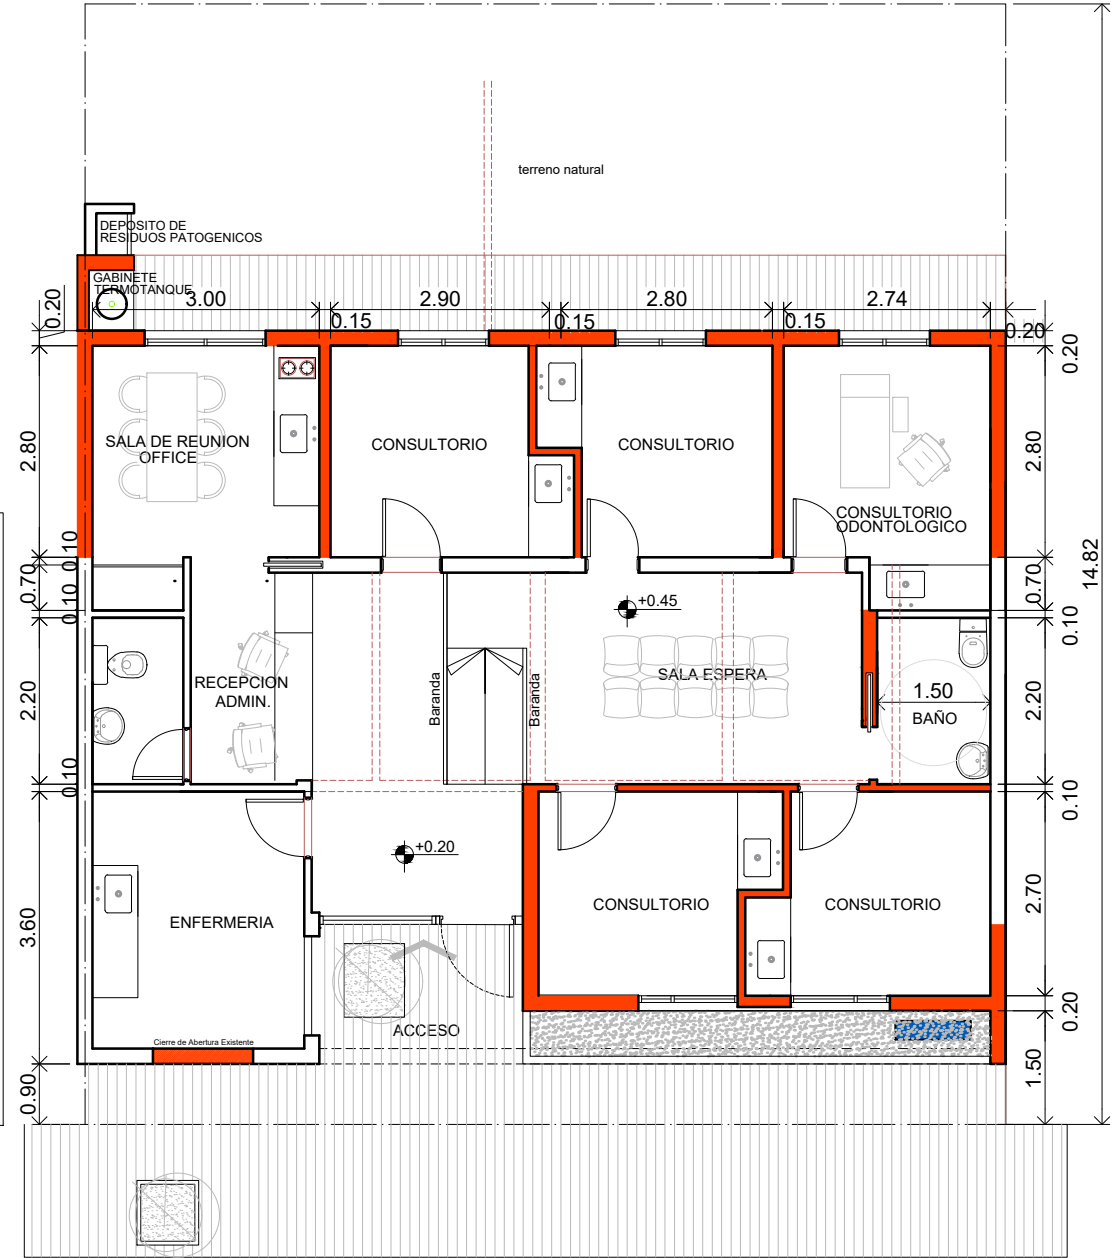 terreno natural
DEPOSITO DE
RESIDUOS PATOGENICOS
GABINETE
TERMOTANQUE
3.00
2.90
2.80
2.74
0.20
0.15
0.15
0.15
0.20
0.20
2.80
SALA DE REUNION
OFFICE
CONSULTORIO
CONSULTORIO
CONSULTORIO
ODONTOLOGICO
2.80
0.10
0.70
0.10
0.70
14.82
+0.45
0.10
RECEPCION
ADMIN.
Baranda
Baranda
SALA ESPERA
1.50
BAÑO
2.20
2.20
0.10
0.10
+0.20
3.60
ENFERMERIA
CONSULTORIO
CONSULTORIO
2.70
0.20
ACCESO
Cierre de Abertura Existente
0.90
1.50